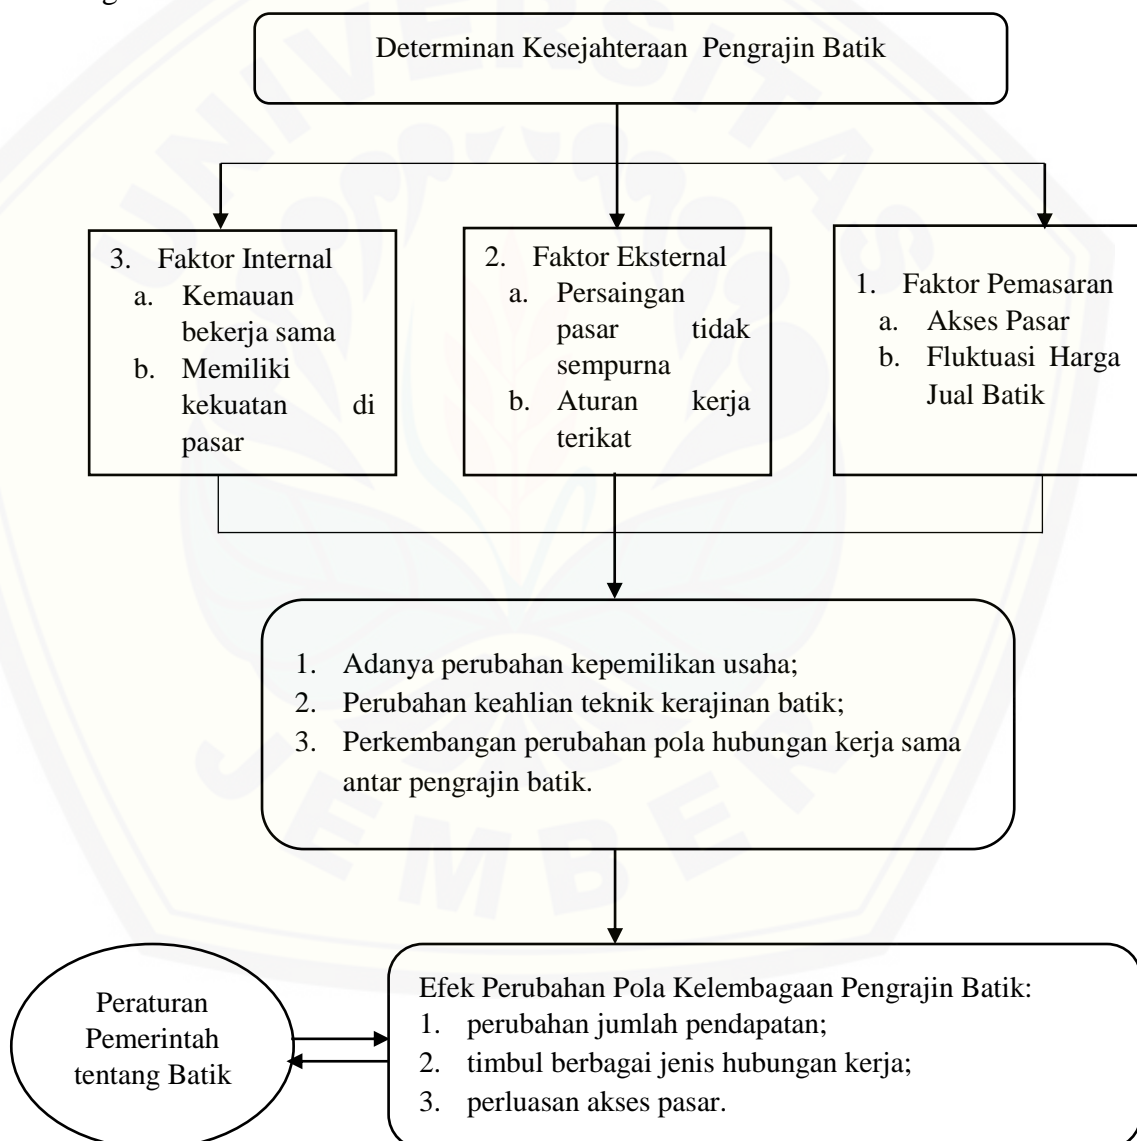 Determinan Kesejahteraan Pengrajin Batik
3. Faktor Internal
a. Kemauan
bekerja sama
b. Memiliki
kekuatan di
pasar
2. Faktor Eksternal
a. Persaingan
pasar tidak
sempurna
b. Aturan kerja
terikat
1. Faktor Pemasaran
a. Akses Pasar
b. Fluktuasi Harga
Jual Batik
1. Adanya perubahan kepemilikan usaha;
2. Perubahan keahlian teknik kerajinan batik;
3. Perkembangan perubahan pola hubungan kerja sama
antar pengrajin batik.
Peraturan
Pemerintah
tentang Batik
Efek Perubahan Pola Kelembagaan Pengrajin Batik:
1. perubahan jumlah pendapatan;
2. timbul berbagai jenis hubungan kerja;
3. perluasan akses pasar.
UNIVERSITAS
JEMBER